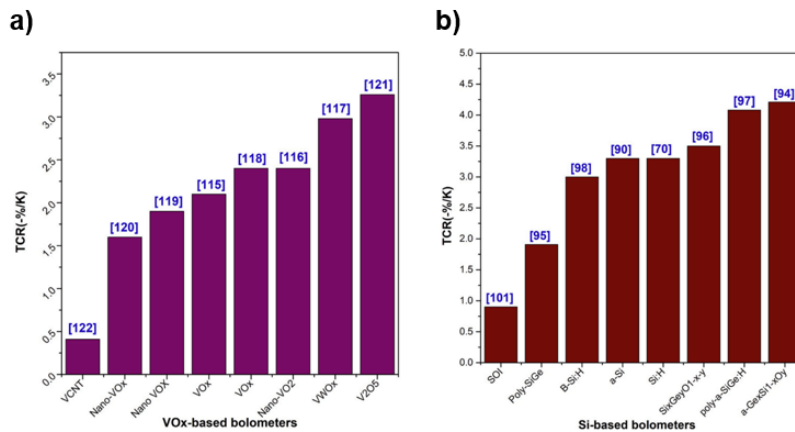 a)
TCR(-%/K)
3.5
3.0
2.5
2.0
1.5
1.0
0.5
0.0
[122]
[120]
[119]
[115]
[118]
[116]
[117]
[121]
VCNT
Nano-VOx
Nano VOX
VOx
VOx
Nano-VO2
VWOx
V2O5
VOx-based bolometers
b)
TCR(-%/K)
5.0
4.5
4.0
3.5
3.0
2.5
2.0
1.5
1.0
0.5
0.0
[101]
[95]
[98]
[90]
[70]
[96]
[97]
[94]
SOI
Poly-SiGe
B-Si:H
a-Si
Si:H
SixGeyO1-x-y
poly-a-SiGe:H
a-GexSi1-xOy
Si-based bolometers